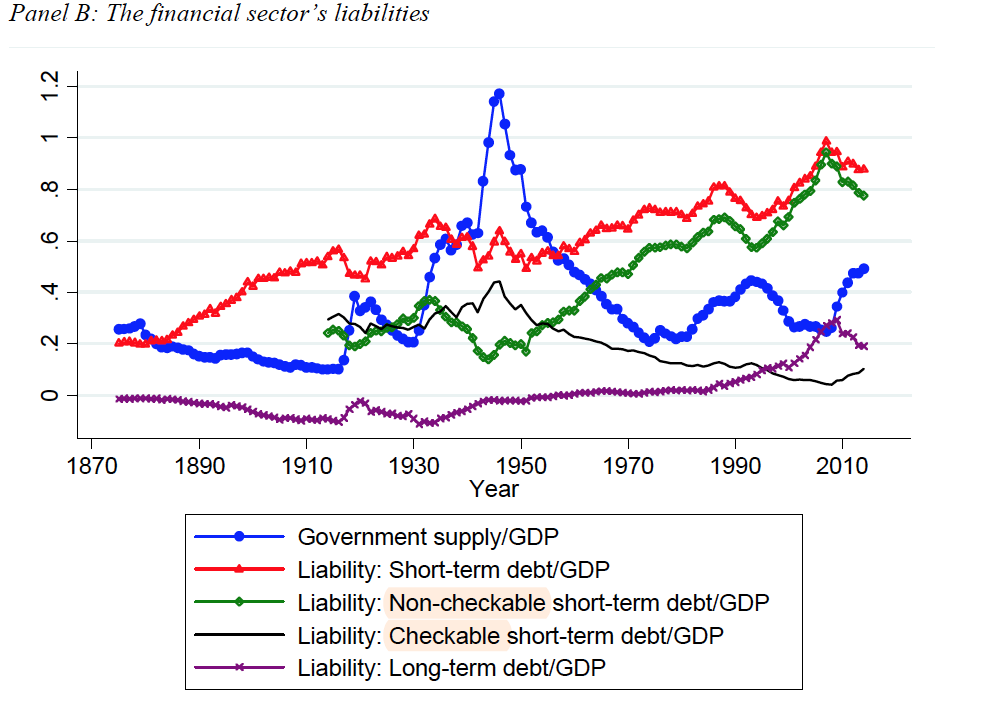 Panel B: The financial sector's liabilities
1.2
1
.8
.6
.4
.2
0
1870 1890 1910 1930 1950 1970 1990 2010
Year
Government supply/GDP
Liability: Short-term debt/GDP
Liability: Non-checkable short-term debt/GDP
Liability: Checkable short-term debt/GDP
Liability: Long-term debt/GDP